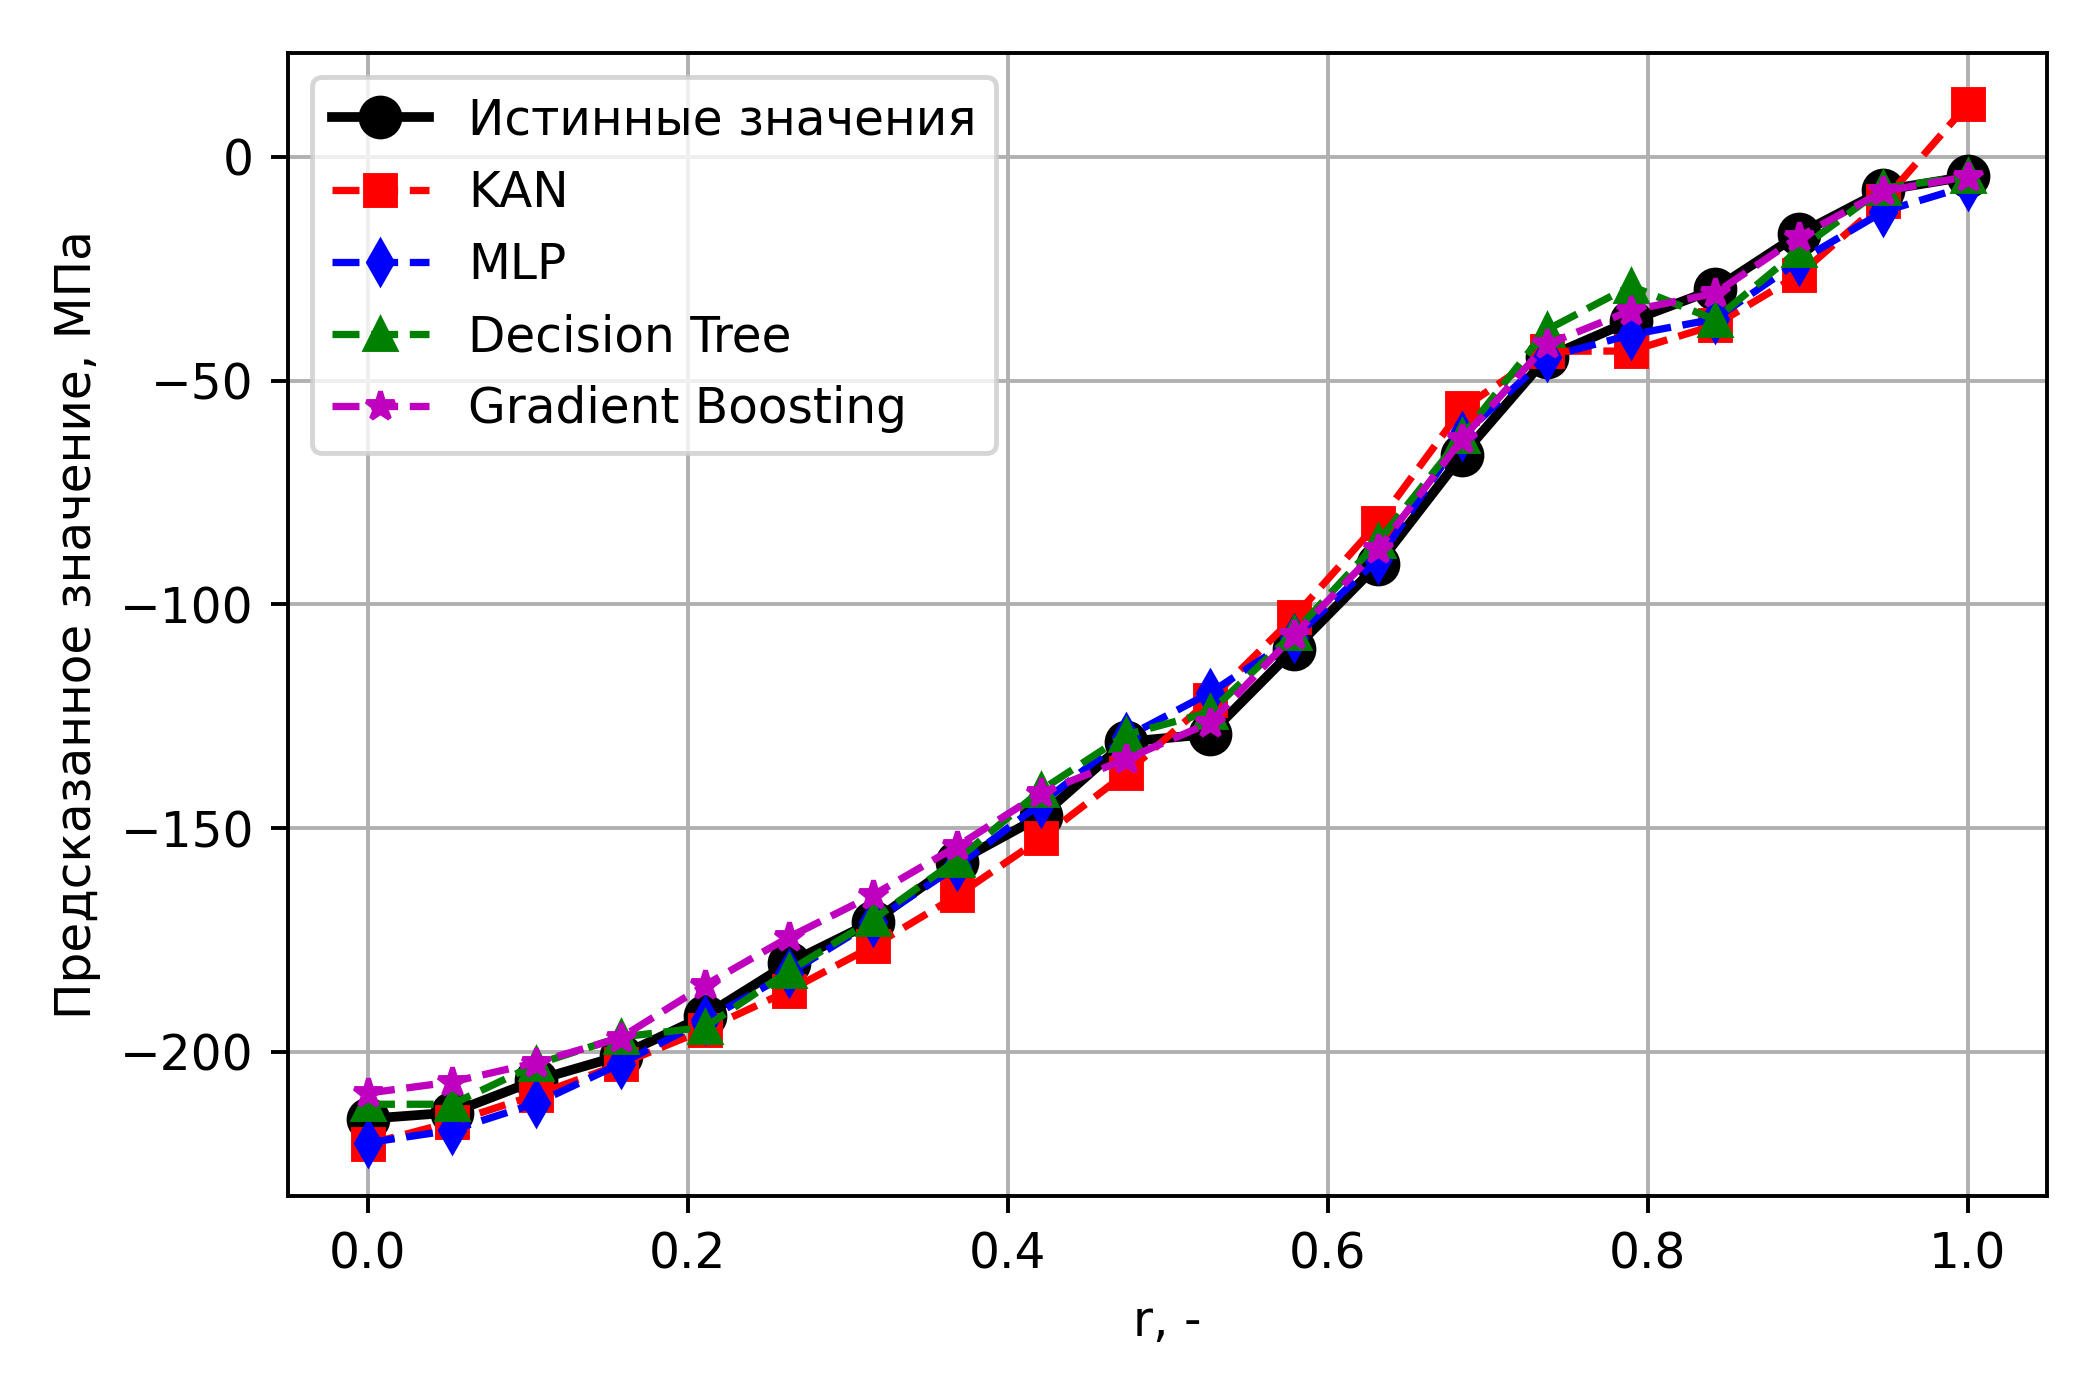 Истинные значения
KAN
MLP
Decision Tree
Gradient Boosting
Предсказанное значение, МПа
0
−50
−100
−150
−200
0.0 0.2 0.4 0.6 0.8 1.0
r, -